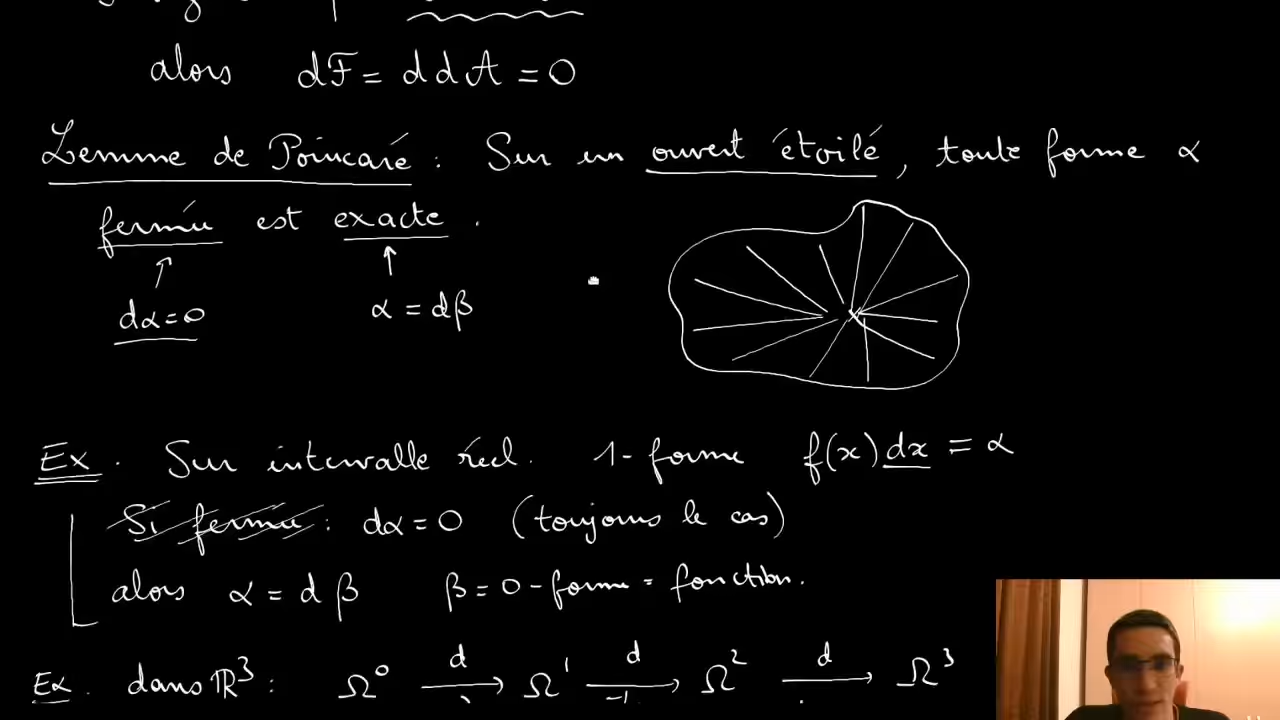 alors dF = ddA = 0
Lemme de Poincaré : Sur un ouvert étoilé, toute forme α
fermée est exacte.
dα=0 α = dβ
Ex. Sur intervalle réel. 1-forme f(x) dx = α
Si fermée : dα = 0 (toujours le cas)
alors α = d β β = 0-forme = fonction.
Ex. dans ℝ³ : Ω⁰ d→ Ω¹ d→ Ω² d→ Ω³